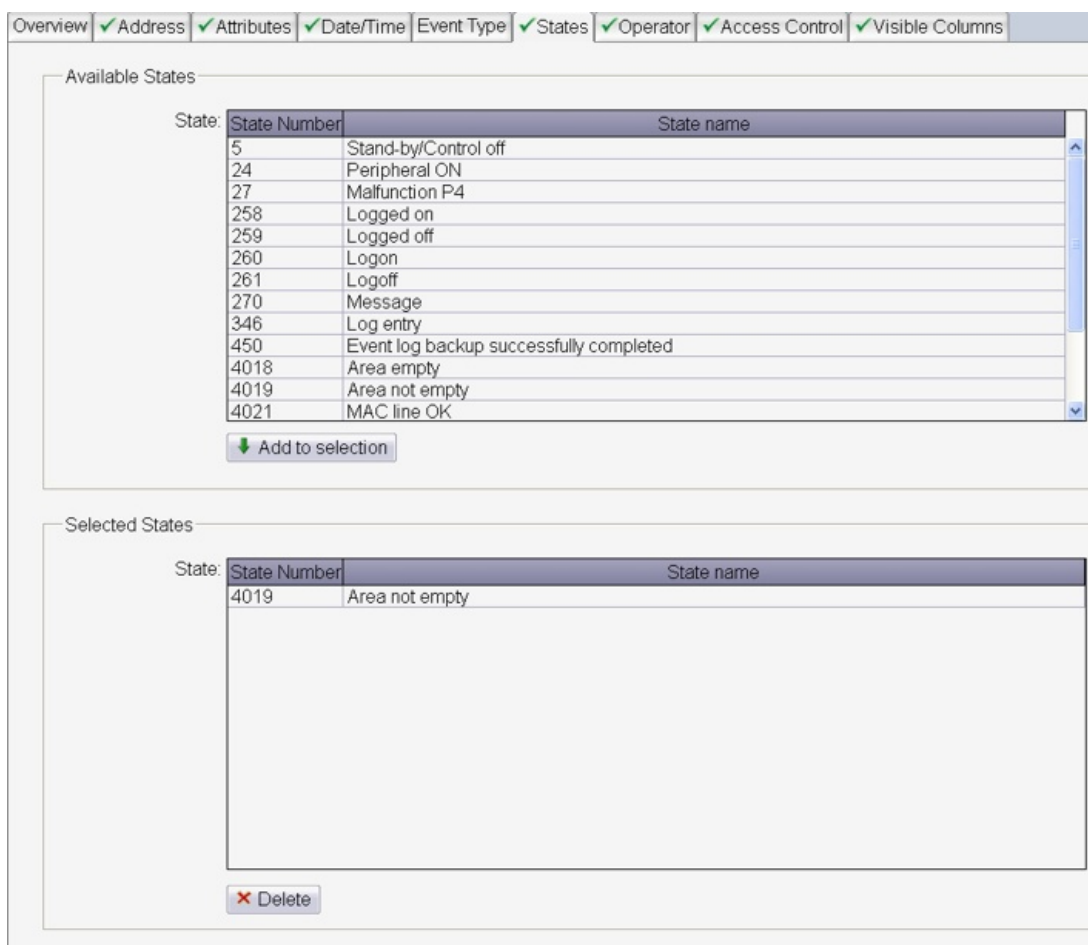 Overview ✓Address ✓Attributes ✓Date/Time Event Type ✓States ✓Operator ✓Access Control ✓Visible Columns
Available States
State: State Number State name
5 Stand-by/Control off
24 Peripheral ON
27 Malfunction P4
258 Logged on
259 Logged off
260 Logon
261 Logoff
270 Message
346 Log entry
450 Event log backup successfully completed
4018 Area empty
4019 Area not empty
4021 MAC line OK
Add to selection
Selected States
State: State Number State name
4019 Area not empty
Delete